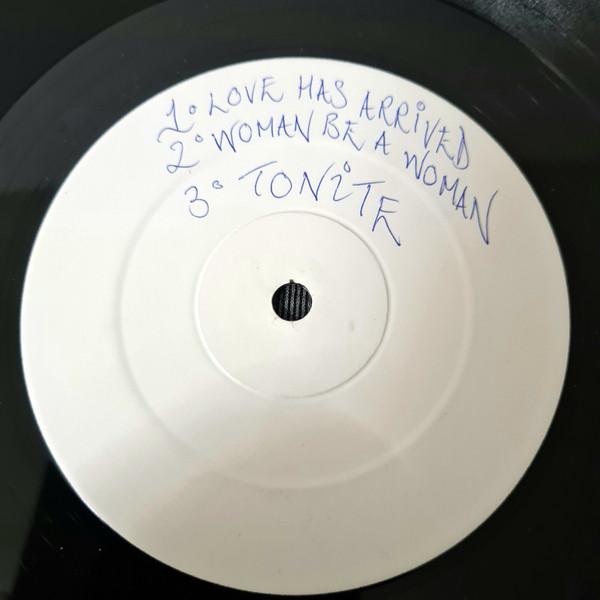 1° LOVE HAS ARRiVED
2° WOMAN BE A WOMAN
3° TONiTE